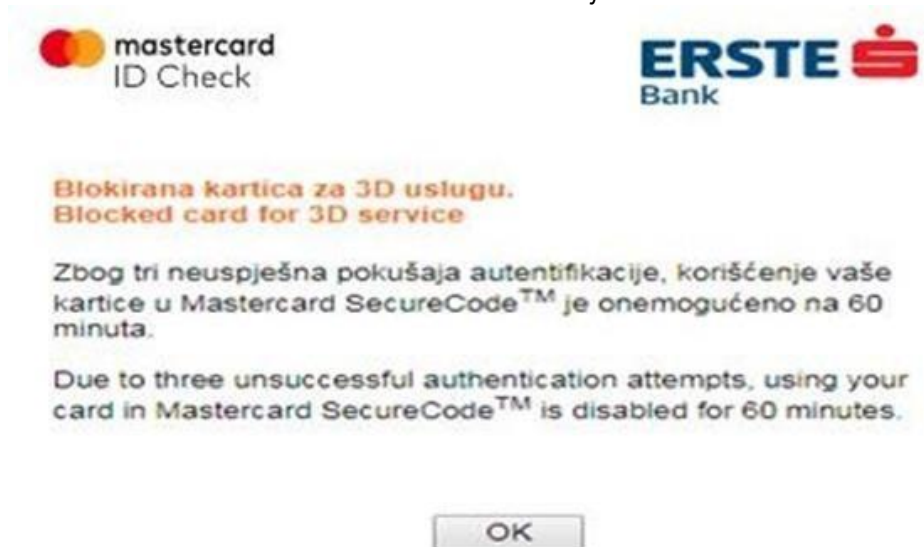 mastercard
ID Check
ERSTE
Bank
Blokirana kartica za 3D uslugu.
Blocked card for 3D service
Zbog tri neuspješna pokušaja autentifikacije, korišćenje vaše
kartice u Mastercard SecureCode™ je onemogućeno na 60
minuta.
Due to three unsuccessful authentication attempts, using your
card in Mastercard SecureCode™ is disabled for 60 minutes.
OK